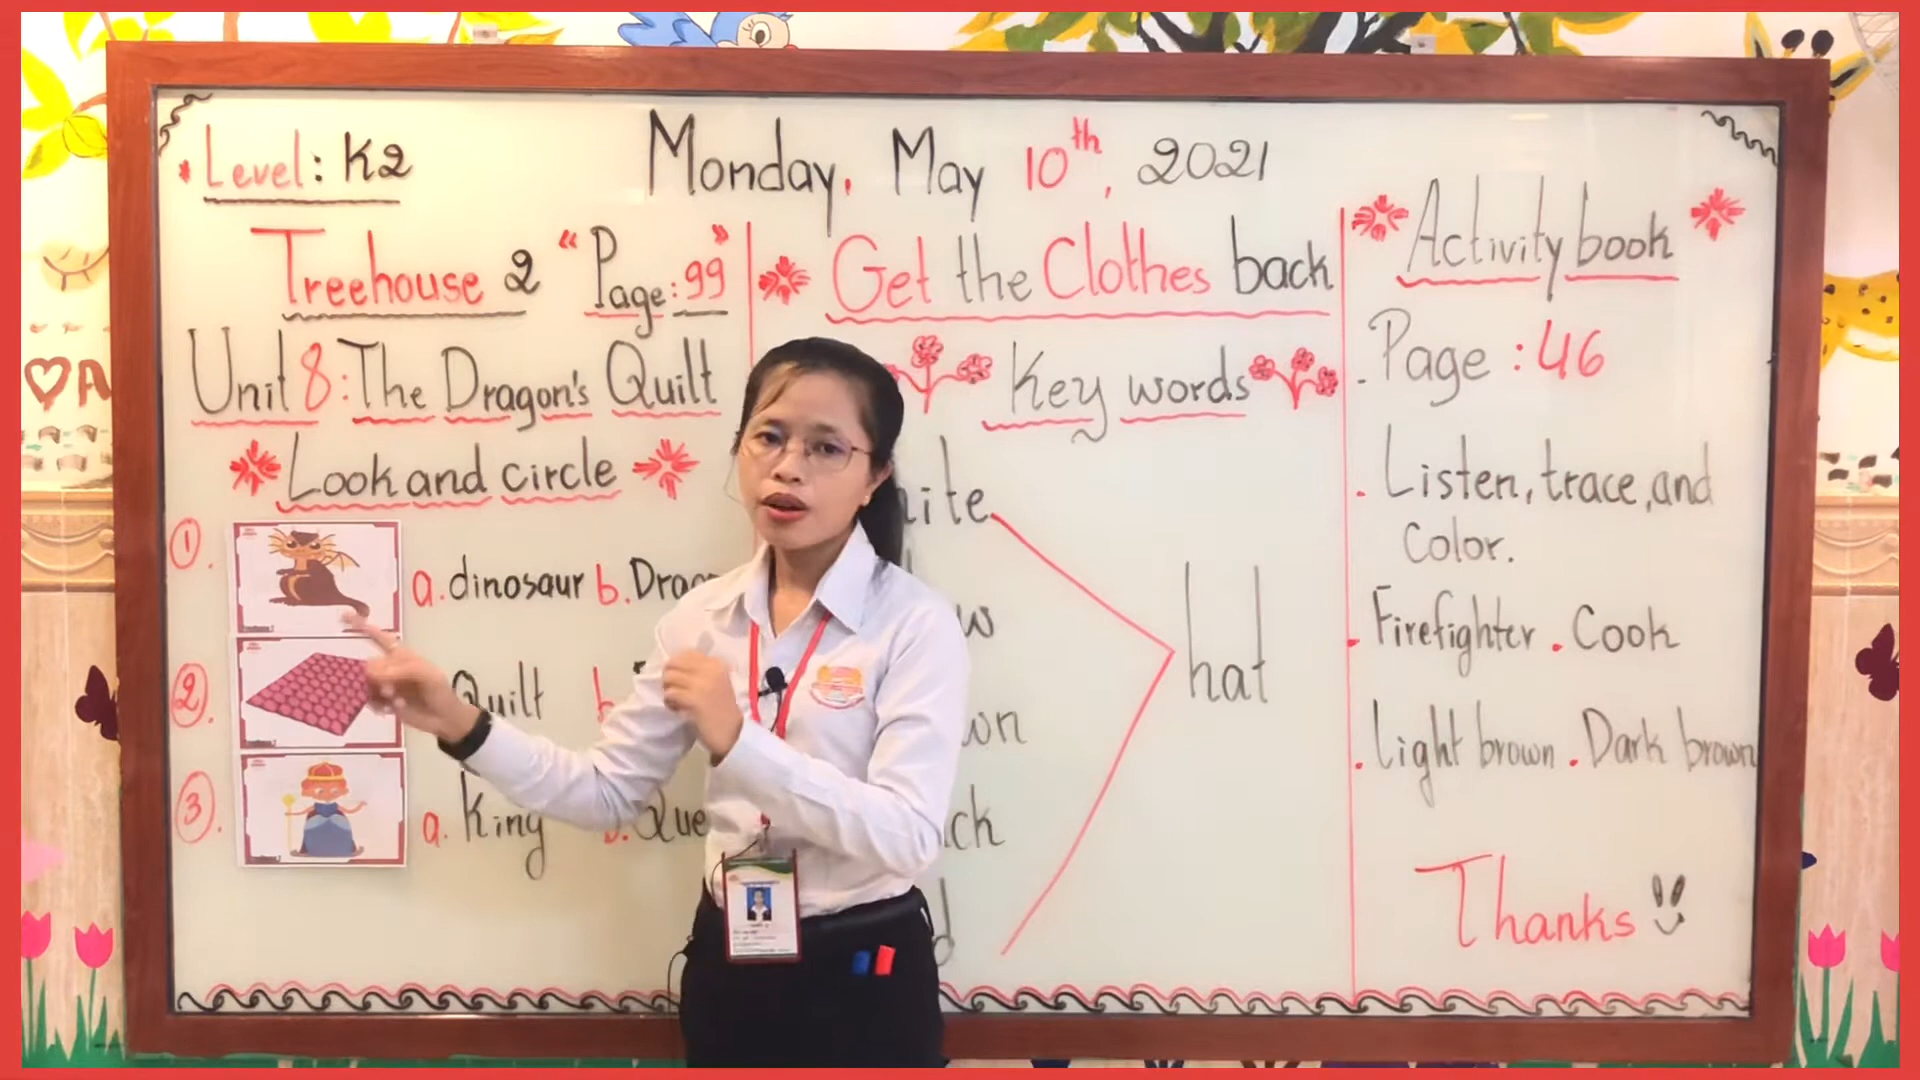 Level: K2
Monday, May 10th, 2021
Treehouse 2 "Page: 99"
Unit 8: The Dragon's Quilt
Look and circle
1. a. dinosaur b.
2. Quilt b.
3. a. King b.
Get the Clothes back
Key words
hat
Activity book
Page: 46
Listen, trace, and
Color.
Firefighter. Cook
Light brown. Dark brown
Thanks